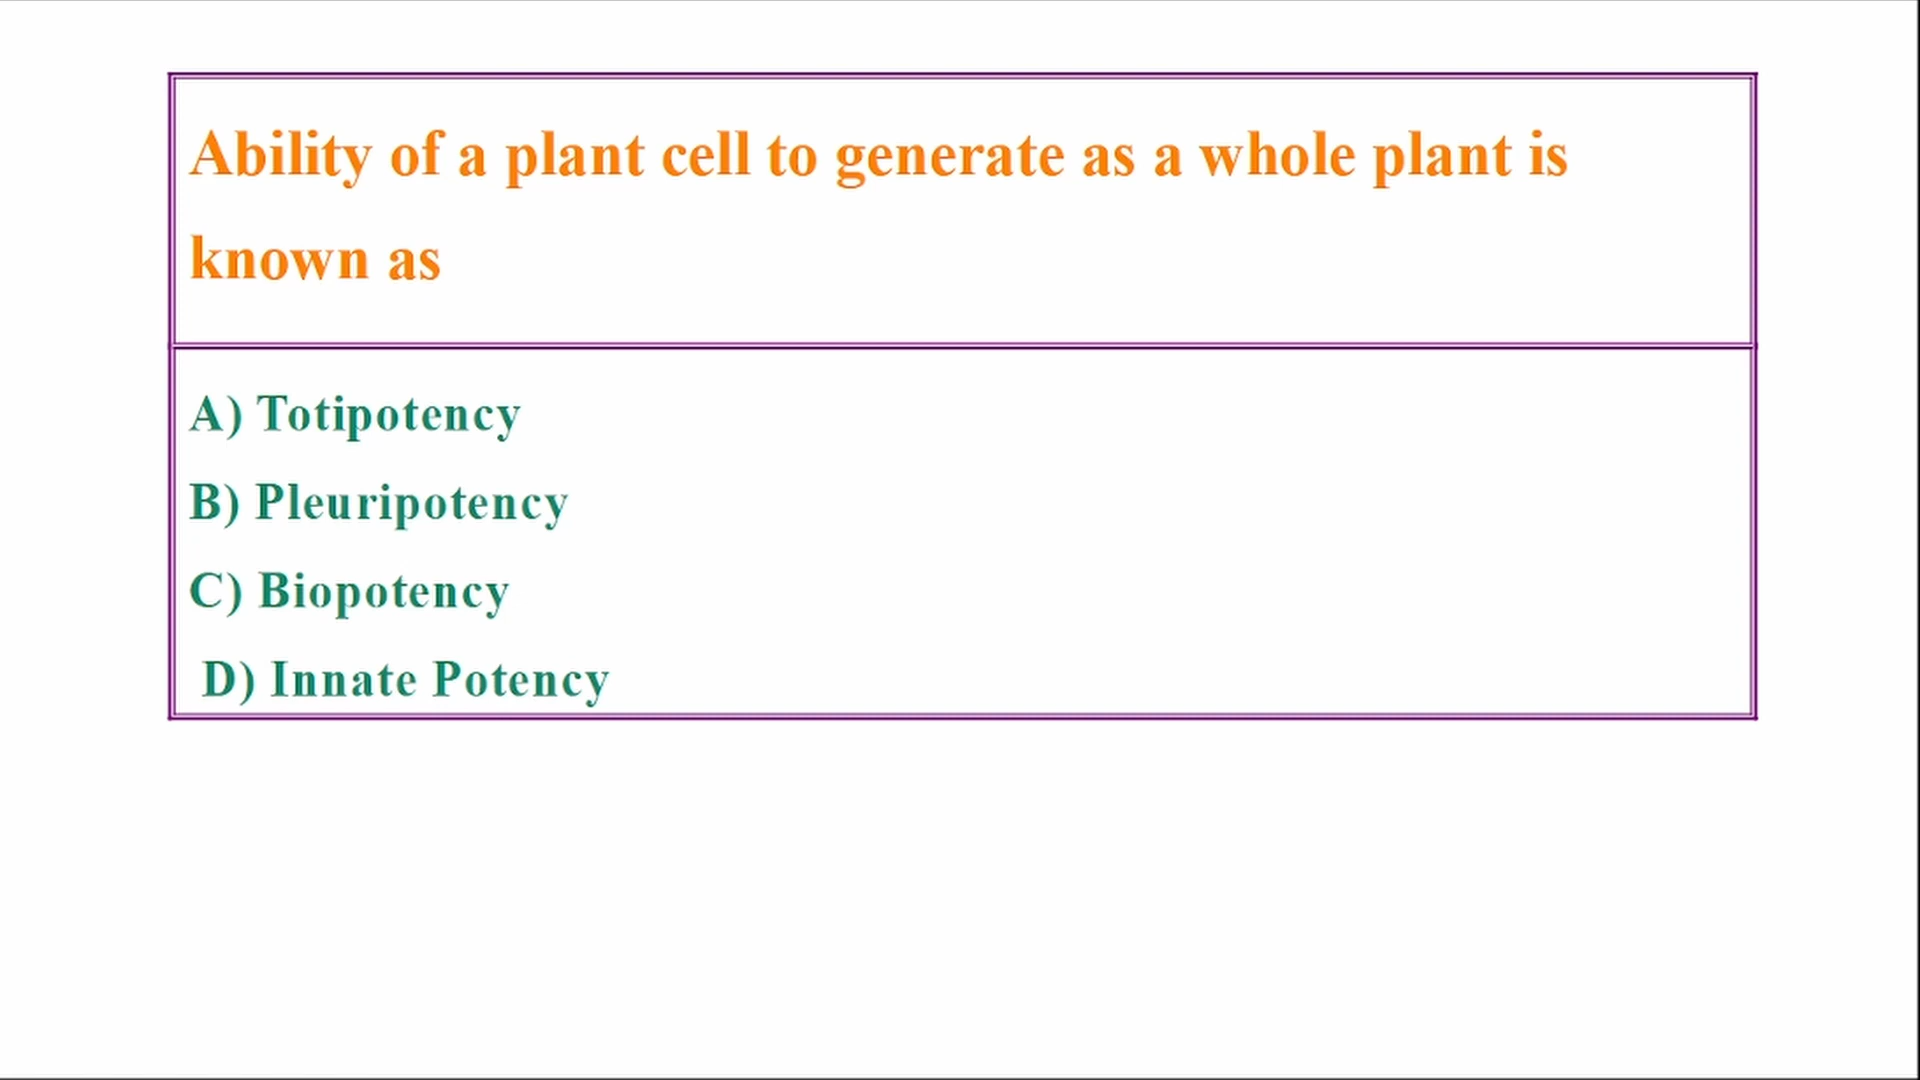 Ability of a plant cell to generate as a whole plant is
known as
A) Totipotency
B) Pleuripotency
C) Biopotency
D) Innate Potency